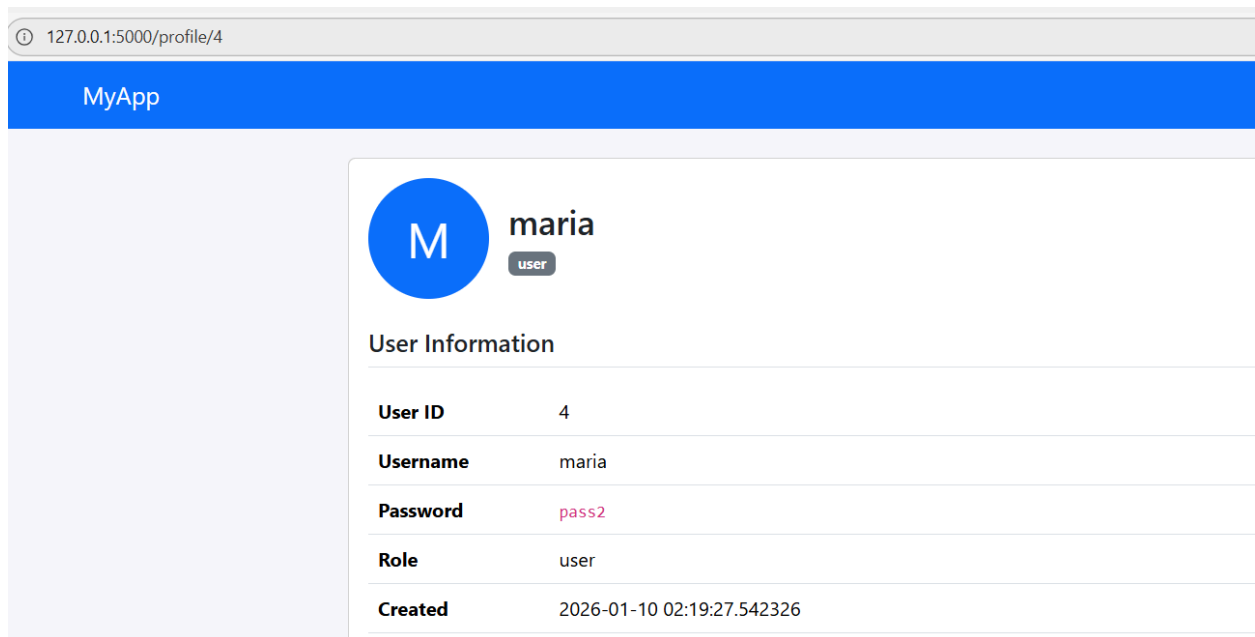 127.0.0.1:5000/profile/4
MyApp
M
maria
user
User Information
User ID 4
Username maria
Password pass2
Role user
Created 2026-01-10 02:19:27.542326